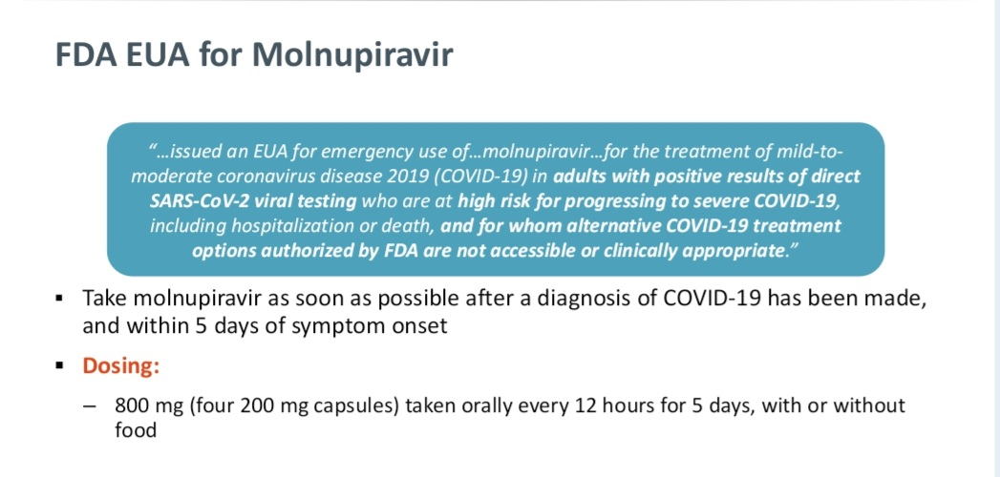 FDA EUA for Molnupiravir
“...issued an EUA for emergency use of...molnupiravir...for the treatment of mild-to-
moderate coronavirus disease 2019 (COVID-19) in adults with positive results of direct
SARS-CoV-2 viral testing who are at high risk for progressing to severe COVID-19,
including hospitalization or death, and for whom alternative COVID-19 treatment
options authorized by FDA are not accessible or clinically appropriate.”
▪ Take molnupiravir as soon as possible after a diagnosis of COVID-19 has been made,
and within 5 days of symptom onset
▪ Dosing:
– 800 mg (four 200 mg capsules) taken orally every 12 hours for 5 days, with or without
food